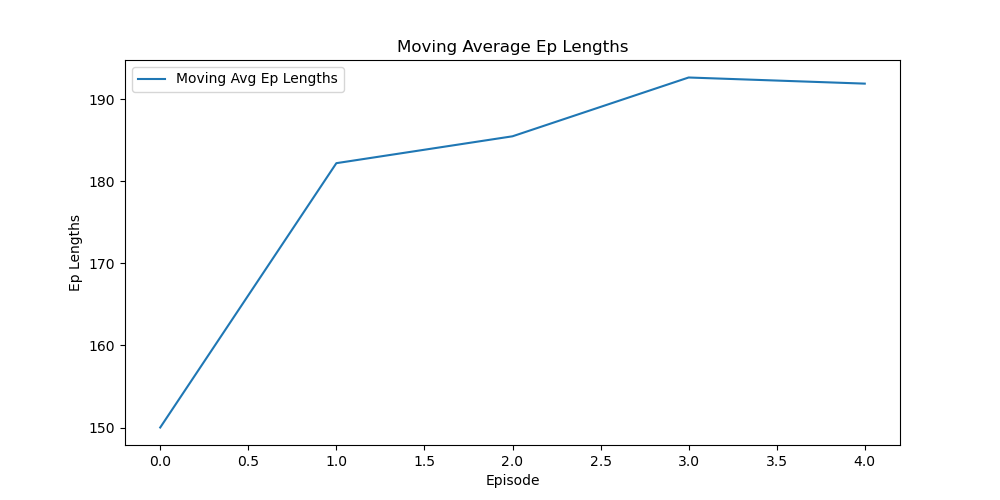 Moving Average Ep Lengths
Moving Avg Ep Lengths
190
180
170
160
150
Ep Lengths
0.0 0.5 1.0 1.5 2.0 2.5 3.0 3.5 4.0
Episode